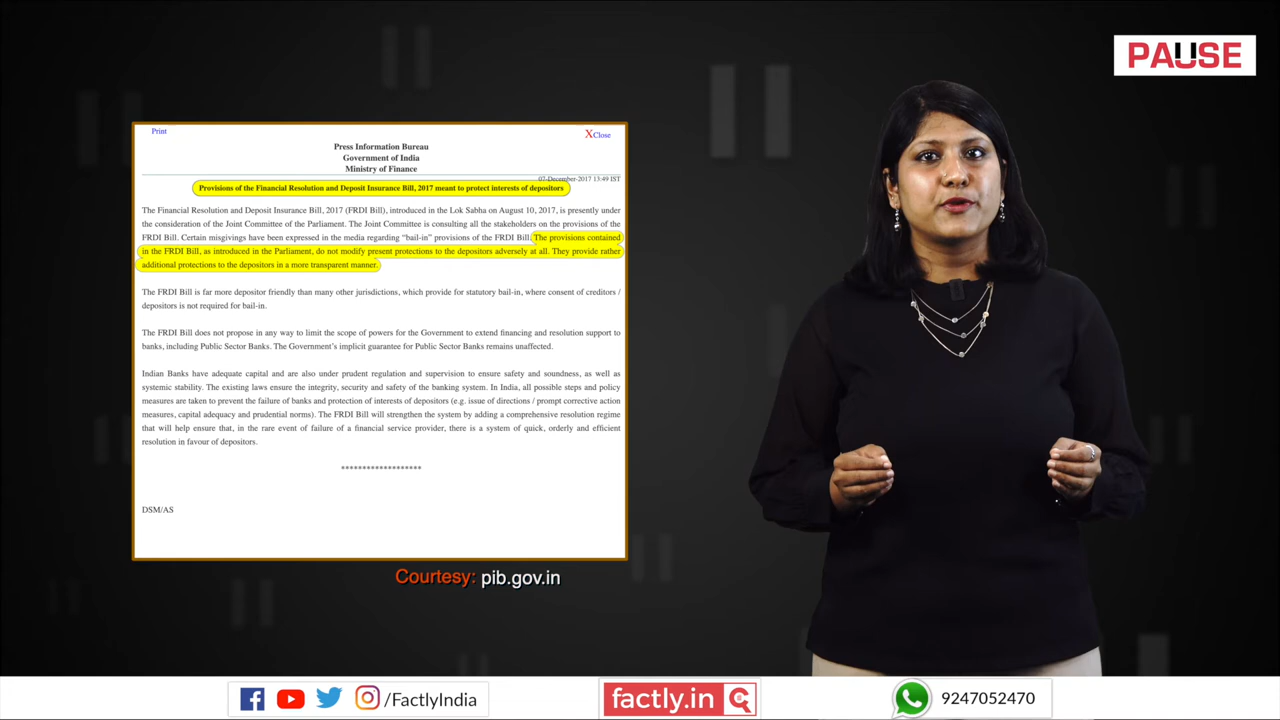 PAUSE
Print
XClose
Press Information Bureau
Government of India
Ministry of Finance
07-December-2017 13:49 IST
Provisions of the Financial Resolution and Deposit Insurance Bill, 2017 meant to protect interests of depositors
The Financial Resolution and Deposit Insurance Bill, 2017 (FRDI Bill), introduced in the Lok Sabha on August 10, 2017, is presently under
the consideration of the Joint Committee of the Parliament. The Joint Committee is consulting all the stakeholders on the provisions of the
FRDI Bill. Certain misgivings have been expressed in the media regarding “bail-in” provisions of the FRDI Bill. The provisions contained
in the FRDI Bill, as introduced in the Parliament, do not modify present protections to the depositors adversely at all. They provide rather
additional protections to the depositors in a more transparent manner.
The FRDI Bill is far more depositor friendly than many other jurisdictions, which provide for statutory bail-in, where consent of creditors /
depositors is not required for bail-in.
The FRDI Bill does not propose in any way to limit the scope of powers for the Government to extend financing and resolution support to
banks, including Public Sector Banks. The Government's implicit guarantee for Public Sector Banks remains unaffected.
Indian Banks have adequate capital and are also under prudent regulation and supervision to ensure safety and soundness, as well as
systemic stability. The existing laws ensure the integrity, security and safety of the banking system. In India, all possible steps and policy
measures are taken to prevent the failure of banks and protection of interests of depositors (e.g. issue of directions / prompt corrective action
measures, capital adequacy and prudential norms). The FRDI Bill will strengthen the system by adding a comprehensive resolution regime
that will help ensure that, in the rare event of failure of a financial service provider, there is a system of quick, orderly and efficient
resolution in favour of depositors.
*******************
DSM/AS
Courtesy: pib.gov.in
/FactlyIndia
factly.in
9247052470